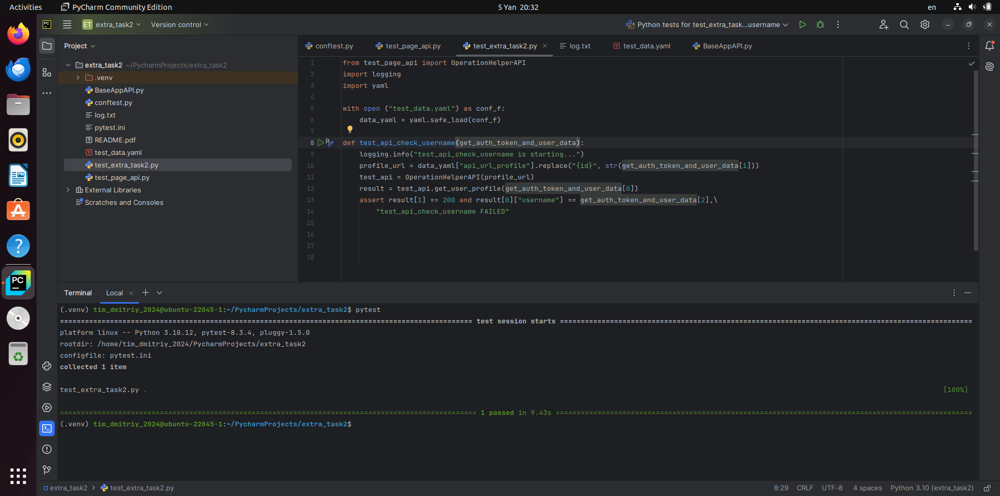 Activities PyCharm Community Edition 5 Yan 20:32 en
PC ET extra_task2 Version control Python tests for test_extra_task...username
Project
extra_task2 ~/PycharmProjects/extra_task2
.venv
BaseAppAPI.py
conftest.py
log.txt
pytest.ini
README.pdf
test_data.yaml
test_extra_task2.py
test_page_api.py
External Libraries
Scratches and Consoles
conftest.py test_page_api.py test_extra_task2.py log.txt test_data.yaml BaseAppAPI.py
1 from test_page_api import OperationHelperAPI
2 import logging
3 import yaml
4
5 with open ("test_data.yaml") as conf_f:
6 data_yaml = yaml.safe_load(conf_f)
7
8 def test_api_check_username(get_auth_token_and_user_data):
9 logging.info("test_api_check_username is starting...")
10 profile_url = data_yaml["api_url_profile"].replace("{id}", str(get_auth_token_and_user_data[1]))
11 test_api = OperationHelperAPI(profile_url)
12 result = test_api.get_user_profile(get_auth_token_and_user_data[0])
13 assert result[1] == 200 and result[0]["username"] == get_auth_token_and_user_data[2],\
14 "test_api_check_username FAILED"
15
16
17
18
Terminal Local
(.venv) tim_dmitriy_2024@ubuntu-22045-1:~/PycharmProjects/extra_task2$ pytest
=================================================================================================== test session starts ===================================================================================================
platform linux -- Python 3.10.12, pytest-8.3.4, pluggy-1.5.0
rootdir: /home/tim_dmitriy_2024/PycharmProjects/extra_task2
configfile: pytest.ini
collected 1 item
test_extra_task2.py . [100%]
==================================================================================================== 1 passed in 9.43s ====================================================================================================
(.venv) tim_dmitriy_2024@ubuntu-22045-1:~/PycharmProjects/extra_task2$
PC
extra_task2 > test_extra_task2.py 8:29 CRLF UTF-8 4 spaces Python 3.10 (extra_task2)